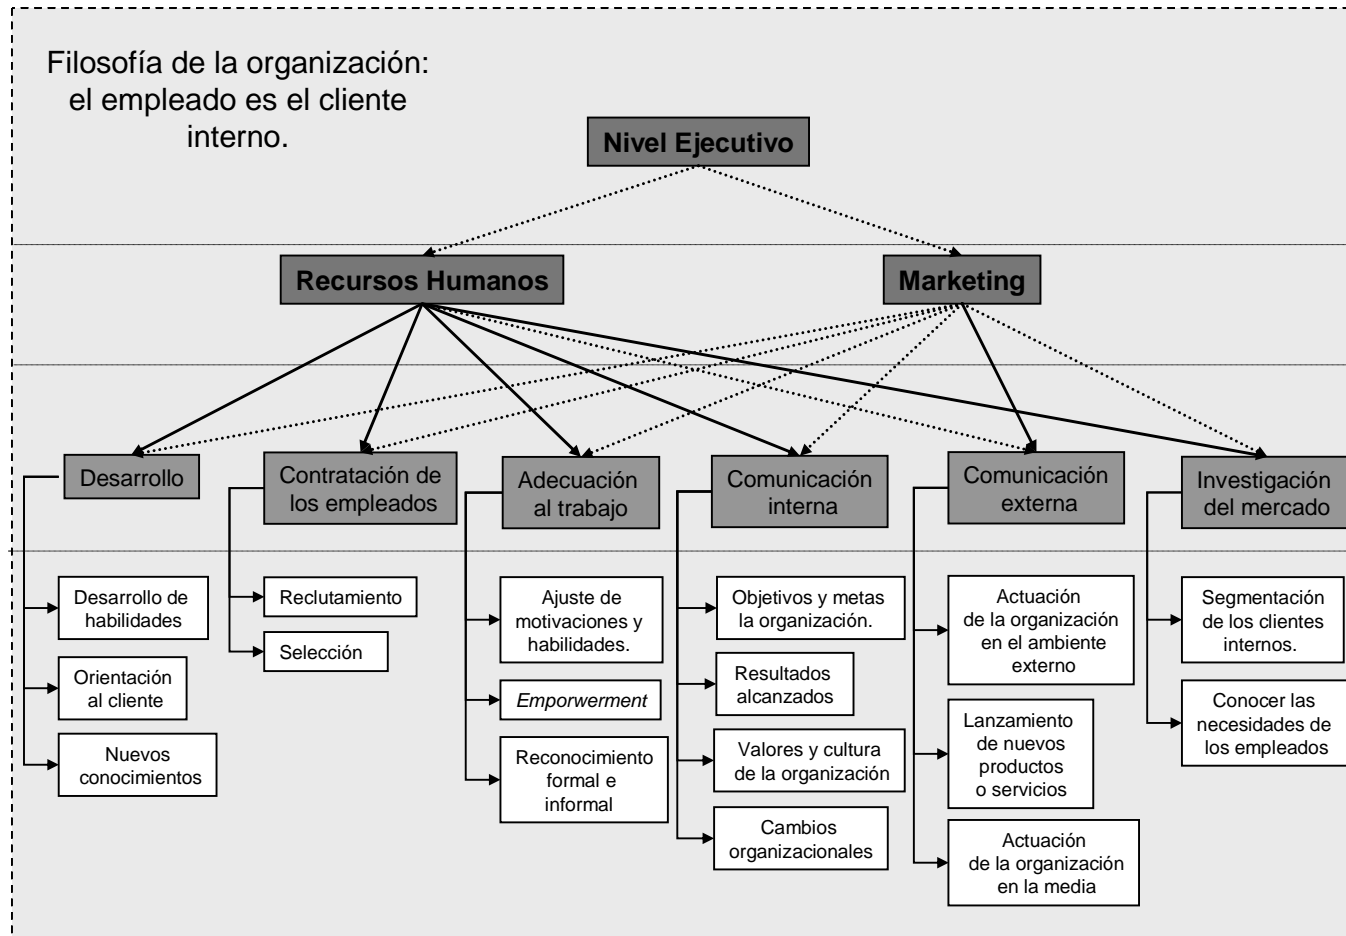 Filosofía de la organización:
el empleado es el cliente
interno.
Nivel Ejecutivo
Recursos Humanos
Marketing
Desarrollo
Contratación de
los empleados
Adecuación
al trabajo
Comunicación
interna
Comunicación
externa
Investigación
del mercado
Desarrollo de
habilidades
Orientación
al cliente
Nuevos
conocimientos
Reclutamiento
Selección
Ajuste de
motivaciones y
habilidades.
Emporwerment
Reconocimiento
formal e
informal
Objetivos y metas
la organización.
Resultados
alcanzados
Valores y cultura
de la organización
Cambios
organizacionales
Actuación
de la organización
en el ambiente
externo
Lanzamiento
de nuevos
productos
o servicios
Actuación
de la organización
en la media
Segmentación
de los clientes
internos.
Conocer las
necesidades de
los empleados